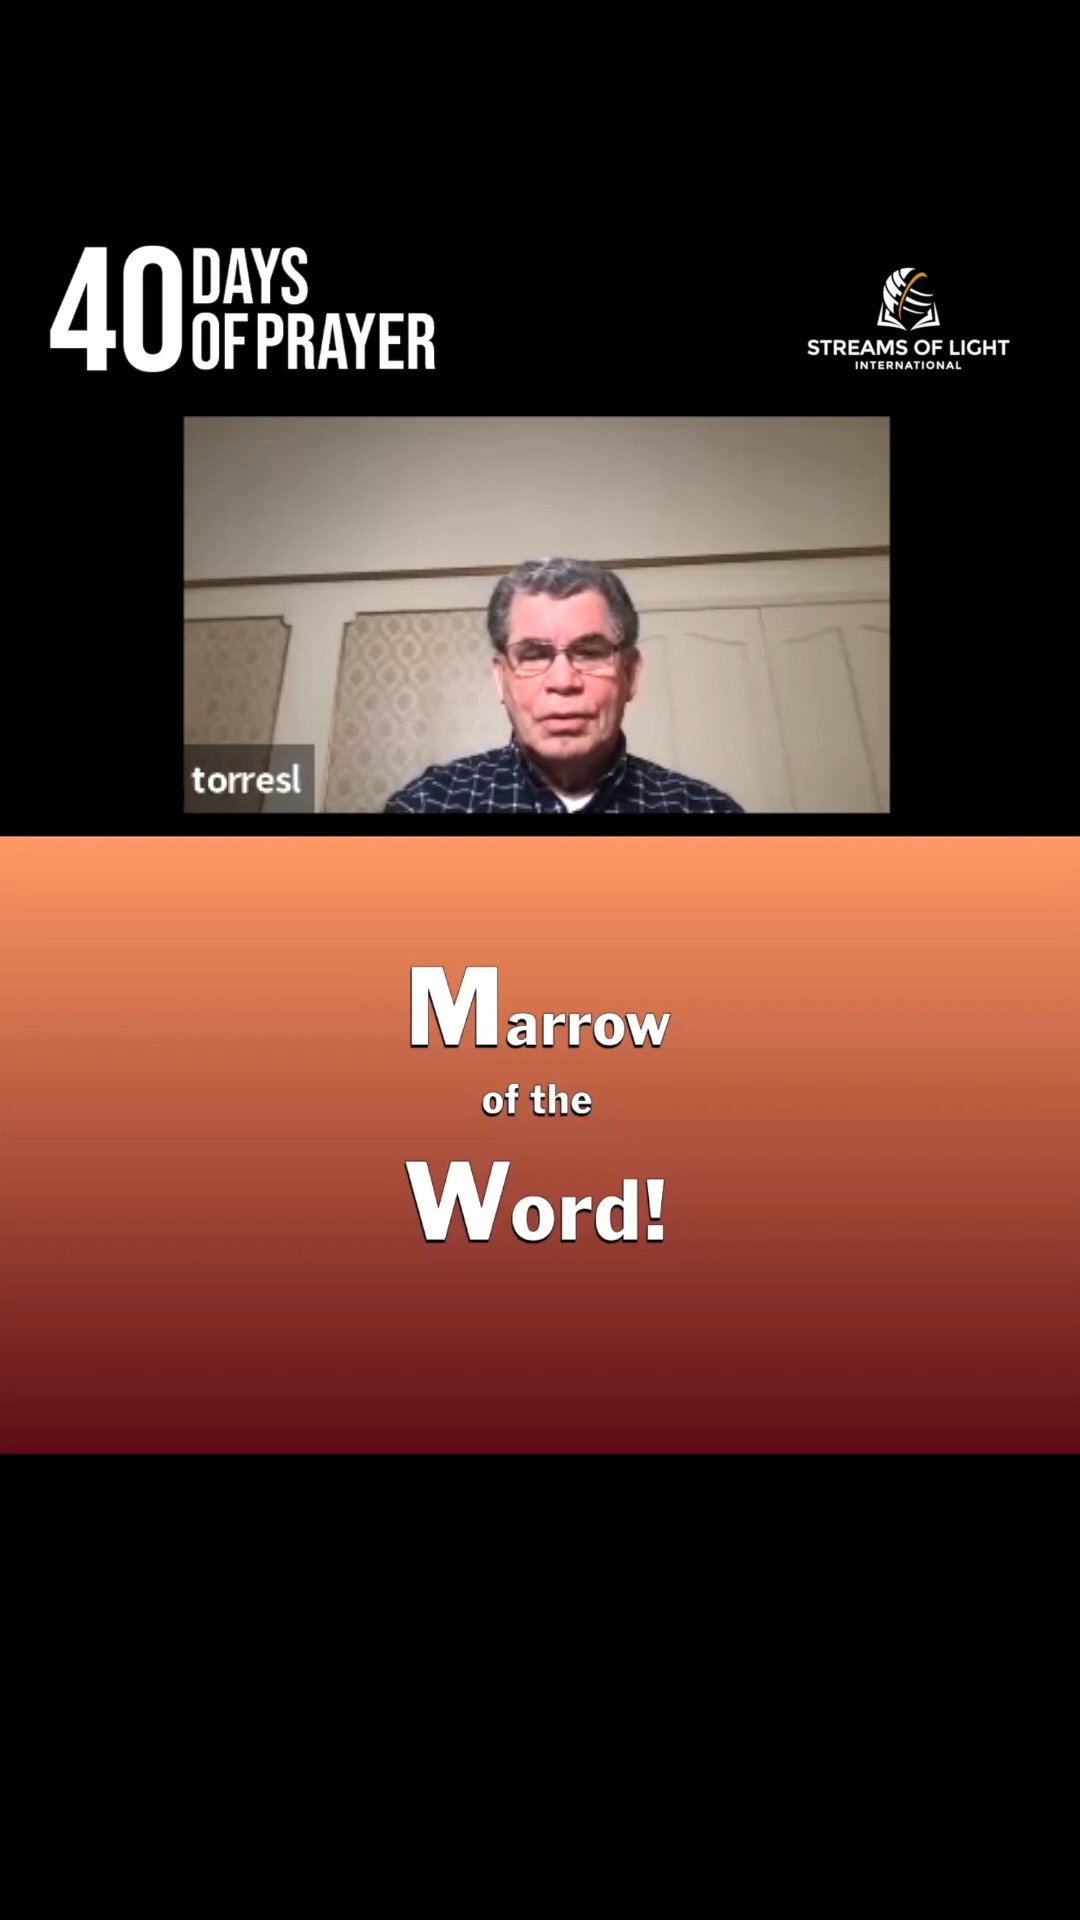 40 DAYS
OF PRAYER
STREAMS OF LIGHT
INTERNATIONAL
torresl
Marrow
of the
Word!